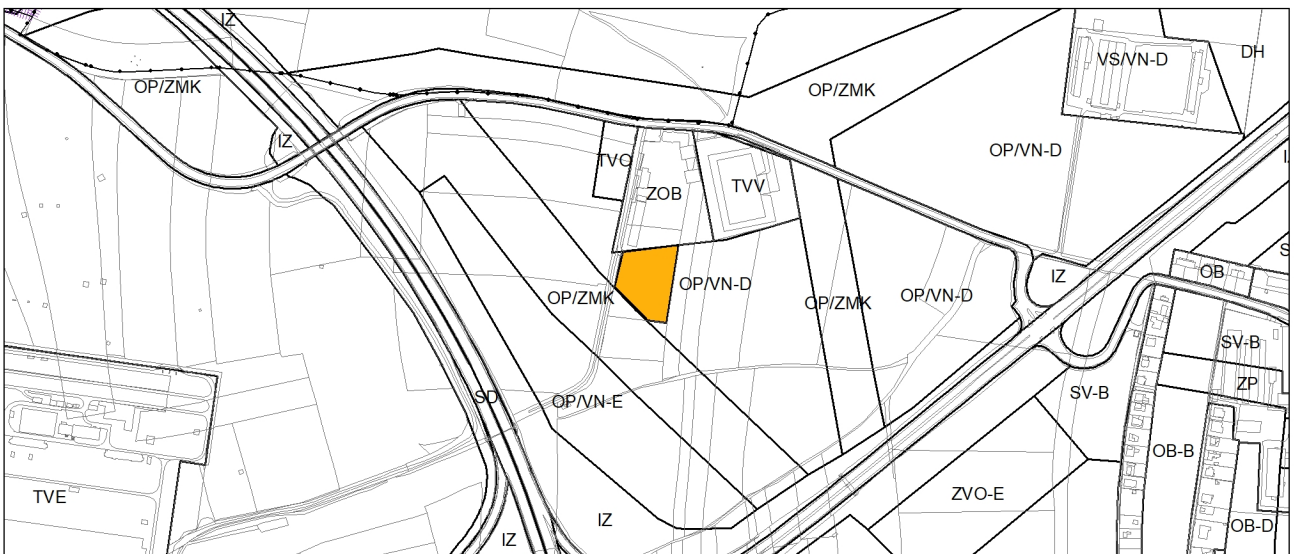 IZ
DH
VS/VN-D
OP/ZMK
OP/ZMK
IZ
OP/VN-D
TVO
TVV
ZOB
OB
IZ
OP/VN-D
OP/ZMK
OP/VN-D
OP/ZMK
SV-B
ZP
SV-B
SD
OP/VN-E
OB-B
ZVO-E
TVE
IZ
OB-D
IZ